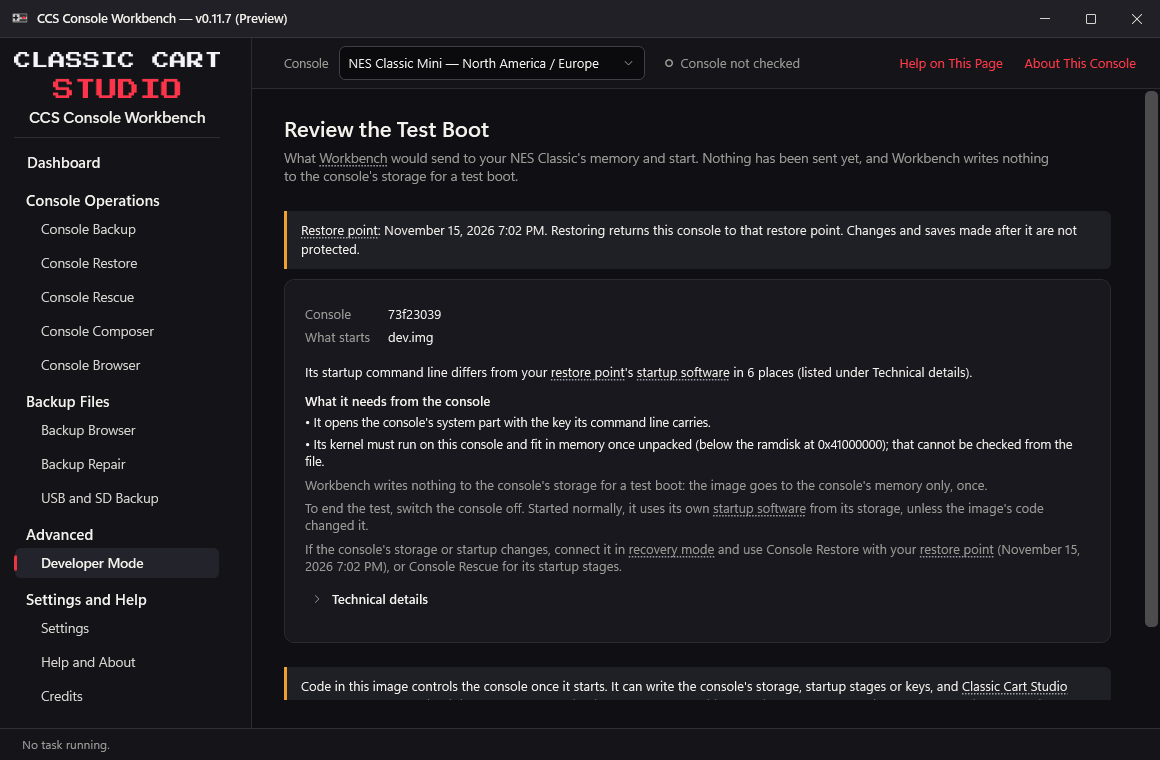 CCS Console Workbench — v0.11.7 (Preview)
CLASSIC CART
STUDIO
CCS Console Workbench
Dashboard
Console Operations
Console Backup
Console Restore
Console Rescue
Console Composer
Console Browser
Backup Files
Backup Browser
Backup Repair
USB and SD Backup
Advanced
Developer Mode
Settings and Help
Settings
Help and About
Credits
Console
NES Classic Mini — North America / Europe
Console not checked
Help on This Page
About This Console
Review the Test Boot
What Workbench would send to your NES Classic's memory and start. Nothing has been sent yet, and Workbench writes nothing
to the console's storage for a test boot.
Restore point: November 15, 2026 7:02 PM. Restoring returns this console to that restore point. Changes and saves made after it are not
protected.
Console 73f23039
What starts dev.img
Its startup command line differs from your restore point's startup software in 6 places (listed under Technical details).
What it needs from the console
• It opens the console's system part with the key its command line carries.
• Its kernel must run on this console and fit in memory once unpacked (below the ramdisk at 0x41000000); that cannot be checked from the
file.
Workbench writes nothing to the console's storage for a test boot: the image goes to the console's memory only, once.
To end the test, switch the console off. Started normally, it uses its own startup software from its storage, unless the image's code
changed it.
If the console's storage or startup changes, connect it in recovery mode and use Console Restore with your restore point (November 15,
2026 7:02 PM), or Console Rescue for its startup stages.
Technical details
Code in this image controls the console once it starts. It can write the console's storage, startup stages or keys, and Classic Cart Studio
No task running.